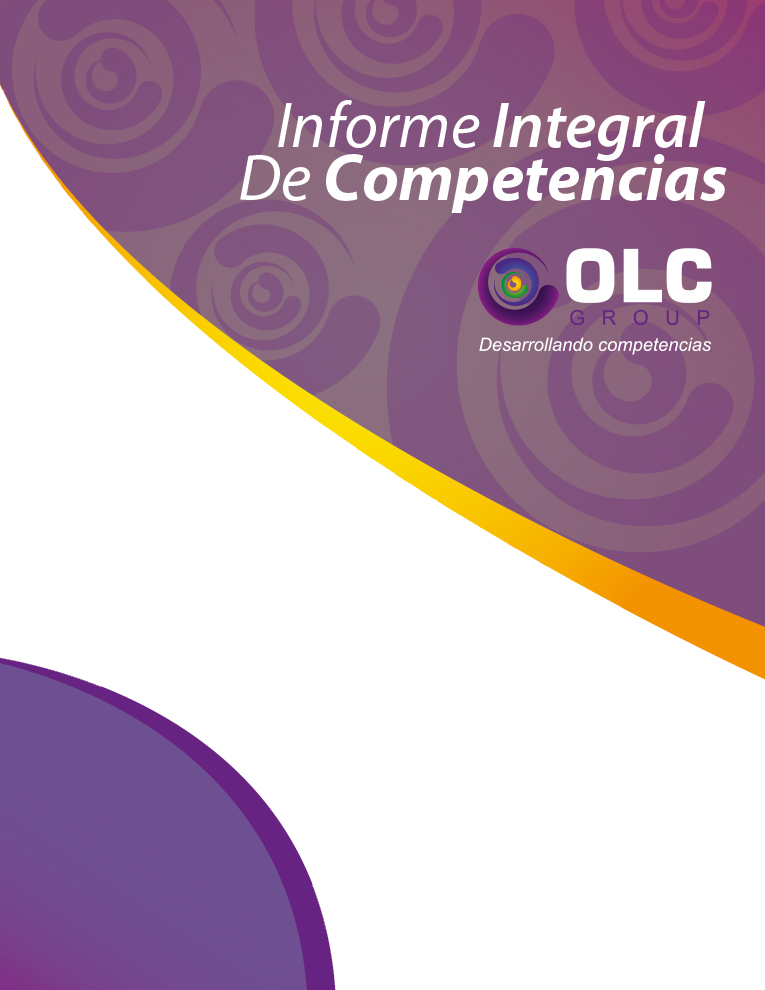 Informe Integral
De Competencias
OLC
GROUP
Desarrollando competencias